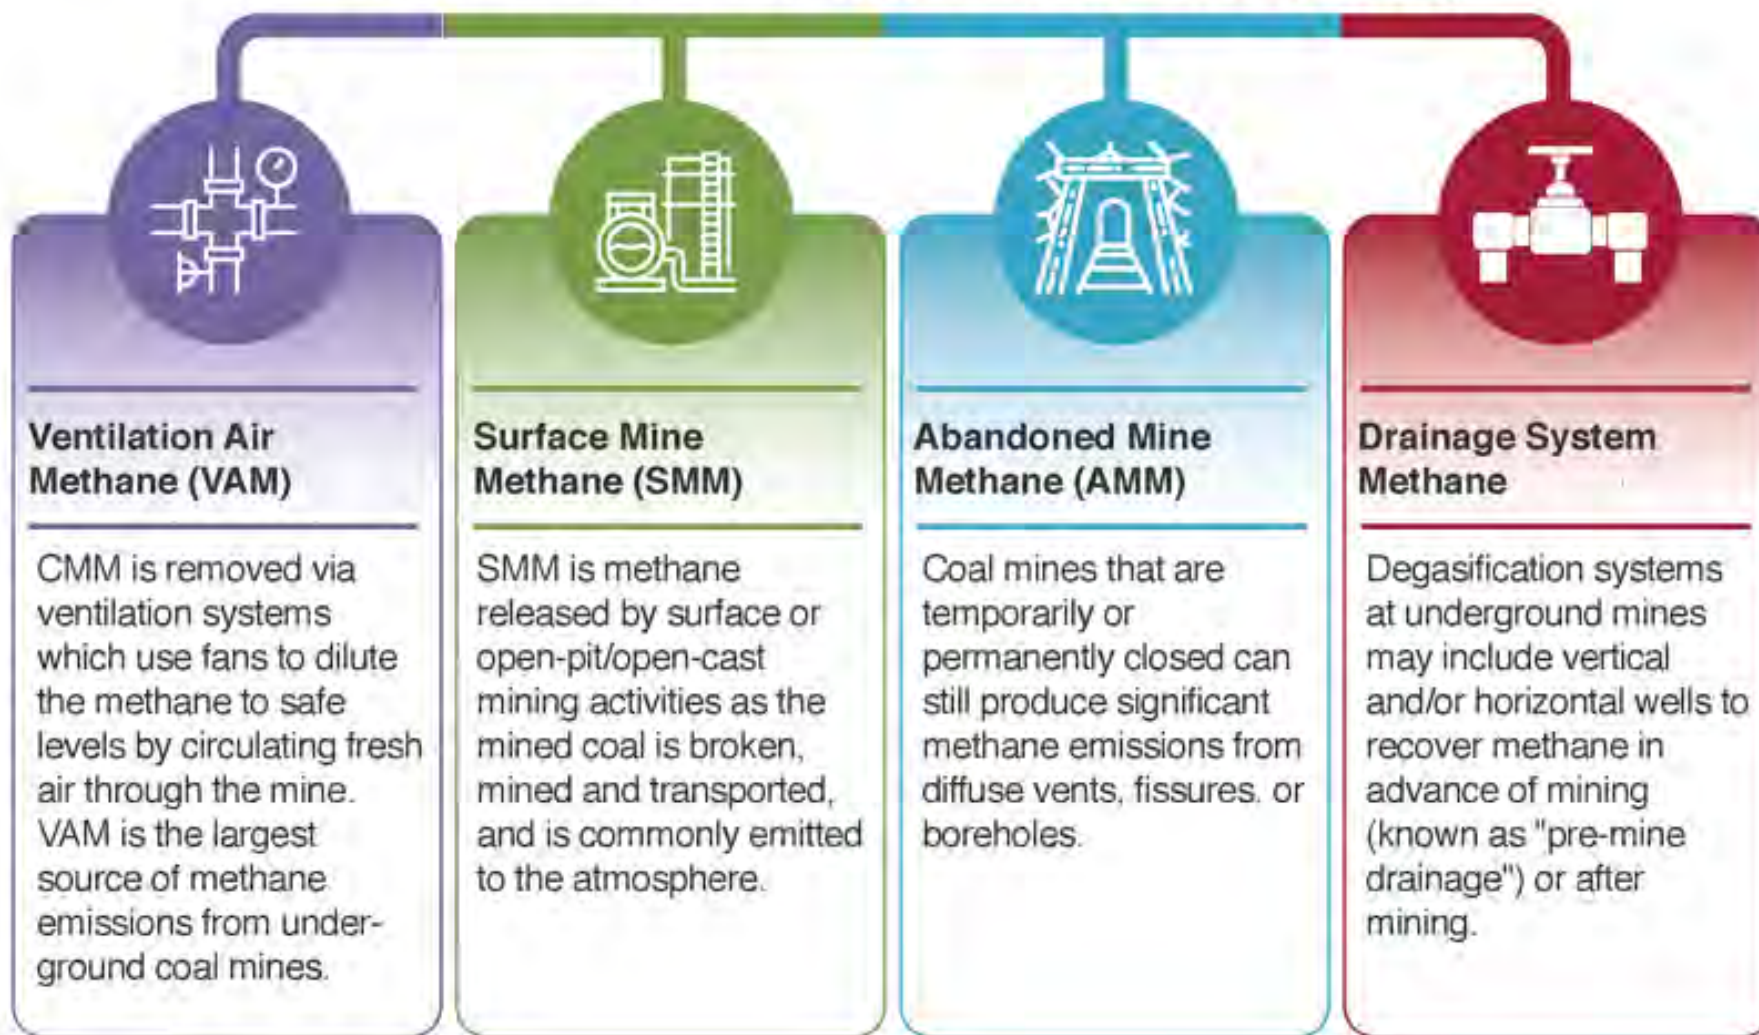 Ventilation Air
Methane (VAM)
CMM is removed via
ventilation systems
which use fans to dilute
the methane to safe
levels by circulating fresh
air through the mine.
VAM is the largest
source of methane
emissions from under-
ground coal mines.
Surface Mine
Methane (SMM)
SMM is methane
released by surface or
open-pit/open-cast
mining activities as the
mined coal is broken,
mined and transported,
and is commonly emitted
to the atmosphere.
Abandoned Mine
Methane (AMM)
Coal mines that are
temporarily or
permanently closed can
still produce significant
methane emissions from
diffuse vents, fissures. or
boreholes.
Drainage System
Methane
Degasification systems
at underground mines
may include vertical
and/or horizontal wells to
recover methane in
advance of mining
(known as "pre-mine
drainage") or after
mining.